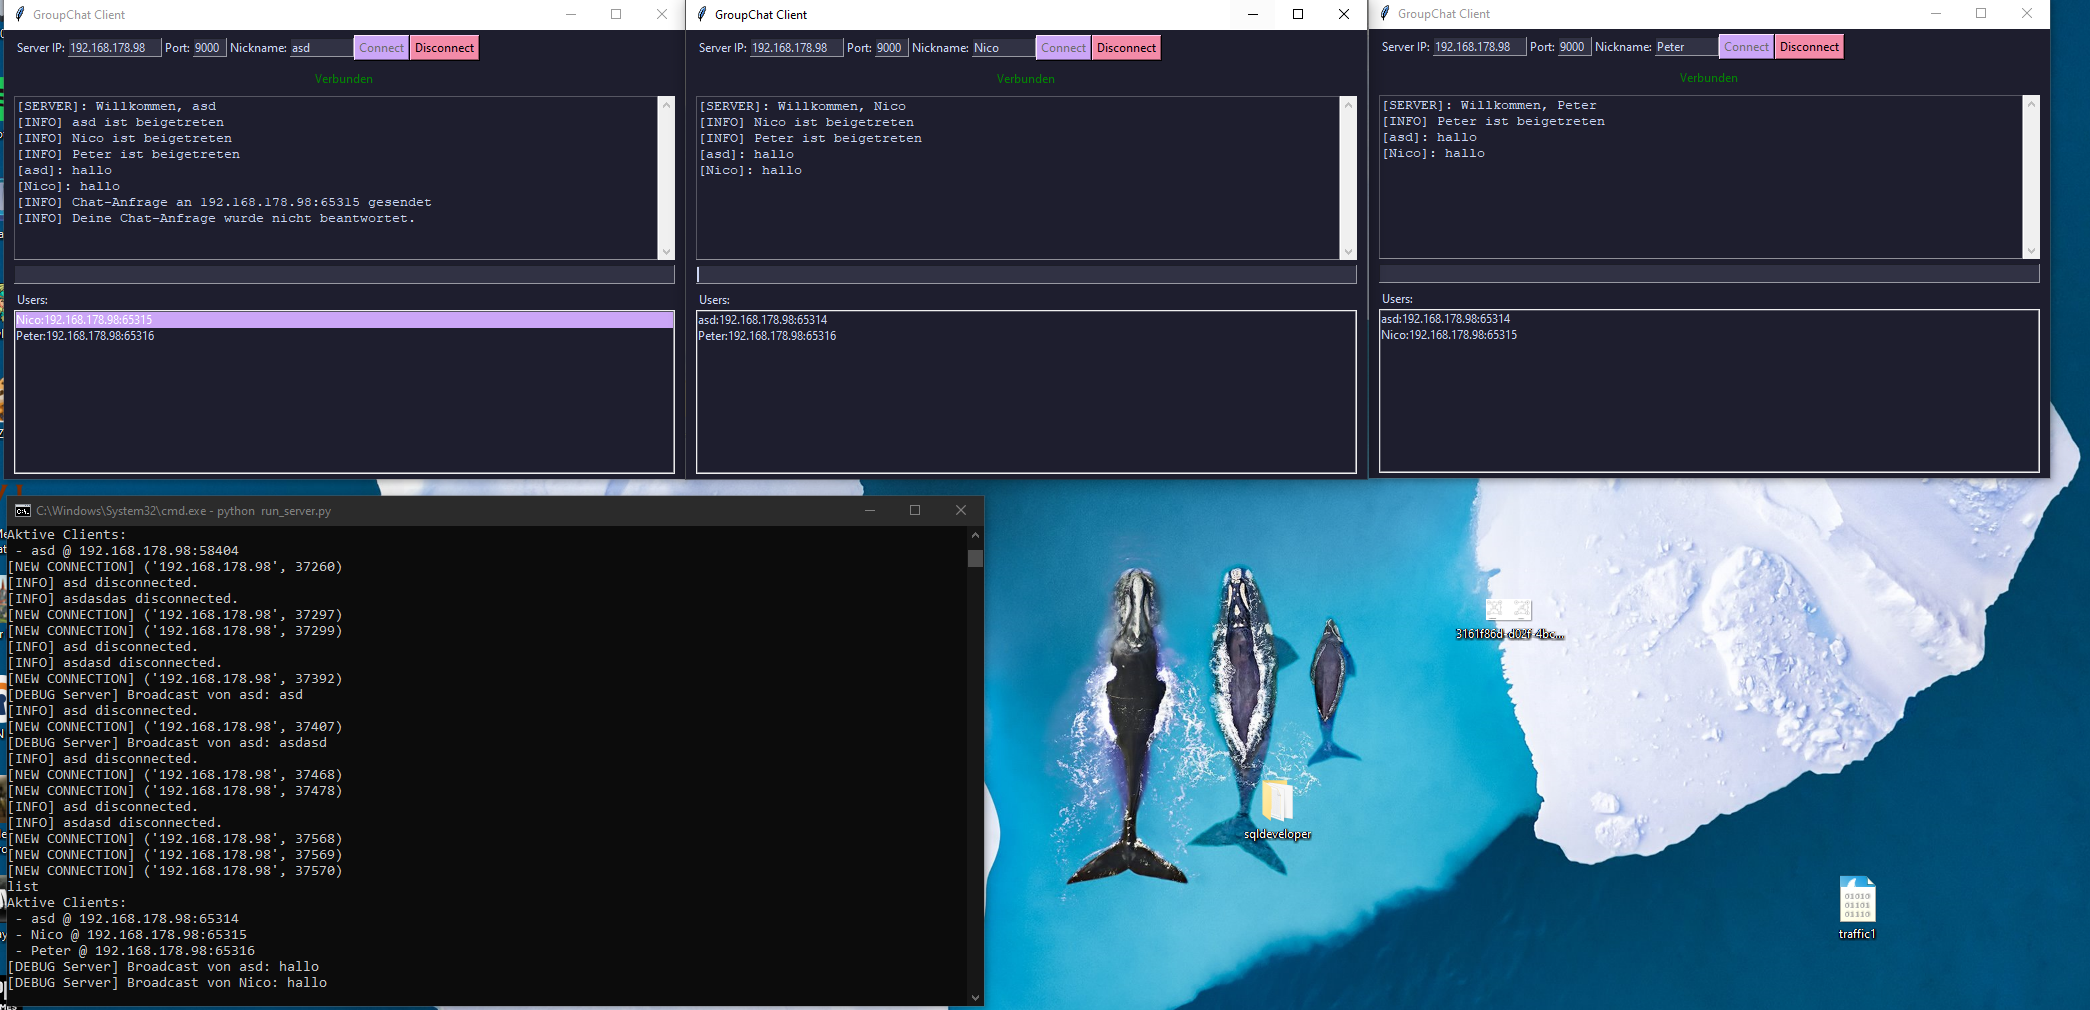 GroupChat Client
Server IP: 192.168.178.98 Port: 9000 Nickname: asd Connect Disconnect
Verbunden
[SERVER]: Willkommen, asd
[INFO] asd ist beigetreten
[INFO] Nico ist beigetreten
[INFO] Peter ist beigetreten
[asd]: hallo
[Nico]: hallo
[INFO] Chat-Anfrage an 192.168.178.98:65315 gesendet
[INFO] Deine Chat-Anfrage wurde nicht beantwortet.
Users:
Nico:192.168.178.98:65315
Peter:192.168.178.98:65316
GroupChat Client
Server IP: 192.168.178.98 Port: 9000 Nickname: Nico Connect Disconnect
Verbunden
[SERVER]: Willkommen, Nico
[INFO] Nico ist beigetreten
[INFO] Peter ist beigetreten
[asd]: hallo
[Nico]: hallo
Users:
asd:192.168.178.98:65314
Peter:192.168.178.98:65316
GroupChat Client
Server IP: 192.168.178.98 Port: 9000 Nickname: Peter Connect Disconnect
Verbunden
[SERVER]: Willkommen, Peter
[INFO] Peter ist beigetreten
[asd]: hallo
[Nico]: hallo
Users:
asd:192.168.178.98:65314
Nico:192.168.178.98:65315
C:\Windows\System32\cmd.exe - python run_server.py
Aktive Clients:
- asd @ 192.168.178.98:58404
[NEW CONNECTION] ('192.168.178.98', 37260)
[INFO] asd disconnected.
[INFO] asdasdas disconnected.
[NEW CONNECTION] ('192.168.178.98', 37297)
[NEW CONNECTION] ('192.168.178.98', 37299)
[INFO] asd disconnected.
[INFO] asdasd disconnected.
[NEW CONNECTION] ('192.168.178.98', 37392)
[DEBUG Server] Broadcast von asd: asd
[INFO] asd disconnected.
[NEW CONNECTION] ('192.168.178.98', 37407)
[DEBUG Server] Broadcast von asd: asdasd
[INFO] asd disconnected.
[NEW CONNECTION] ('192.168.178.98', 37468)
[NEW CONNECTION] ('192.168.178.98', 37478)
[INFO] asd disconnected.
[INFO] asdasd disconnected.
[NEW CONNECTION] ('192.168.178.98', 37568)
[NEW CONNECTION] ('192.168.178.98', 37569)
[NEW CONNECTION] ('192.168.178.98', 37570)
list
Aktive Clients:
- asd @ 192.168.178.98:65314
- Nico @ 192.168.178.98:65315
- Peter @ 192.168.178.98:65316
[DEBUG Server] Broadcast von asd: hallo
[DEBUG Server] Broadcast von Nico: hallo
3161f86d-d02f-4bc...
sqldeveloper
01010
01101
01110
traffic1